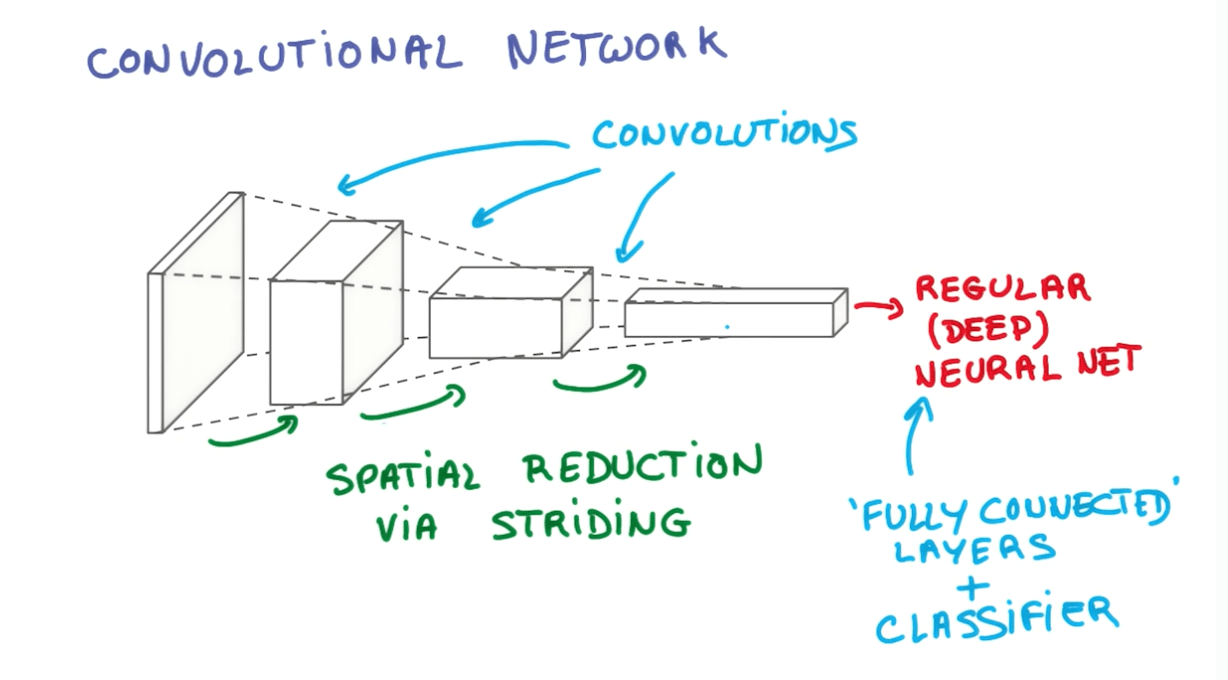 CONVOLUTIONAL NETWORK
CONVOLUTIONS
REGULAR
(DEEP)
NEURAL NET
SPATIAL REDUCTION
VIA STRIDING
'FULLY CONNECTED'
LAYERS
+
CLASSIFIER